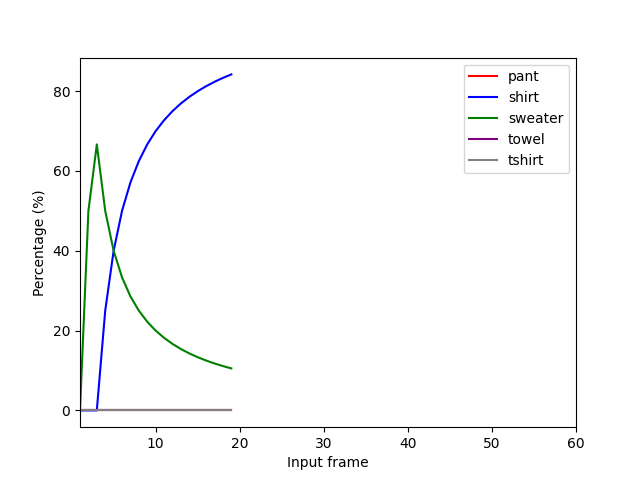 pant
shirt
sweater
towel
tshirt
80
60
40
20
0
Percentage (%)
10 20 30 40 50 60
Input frame